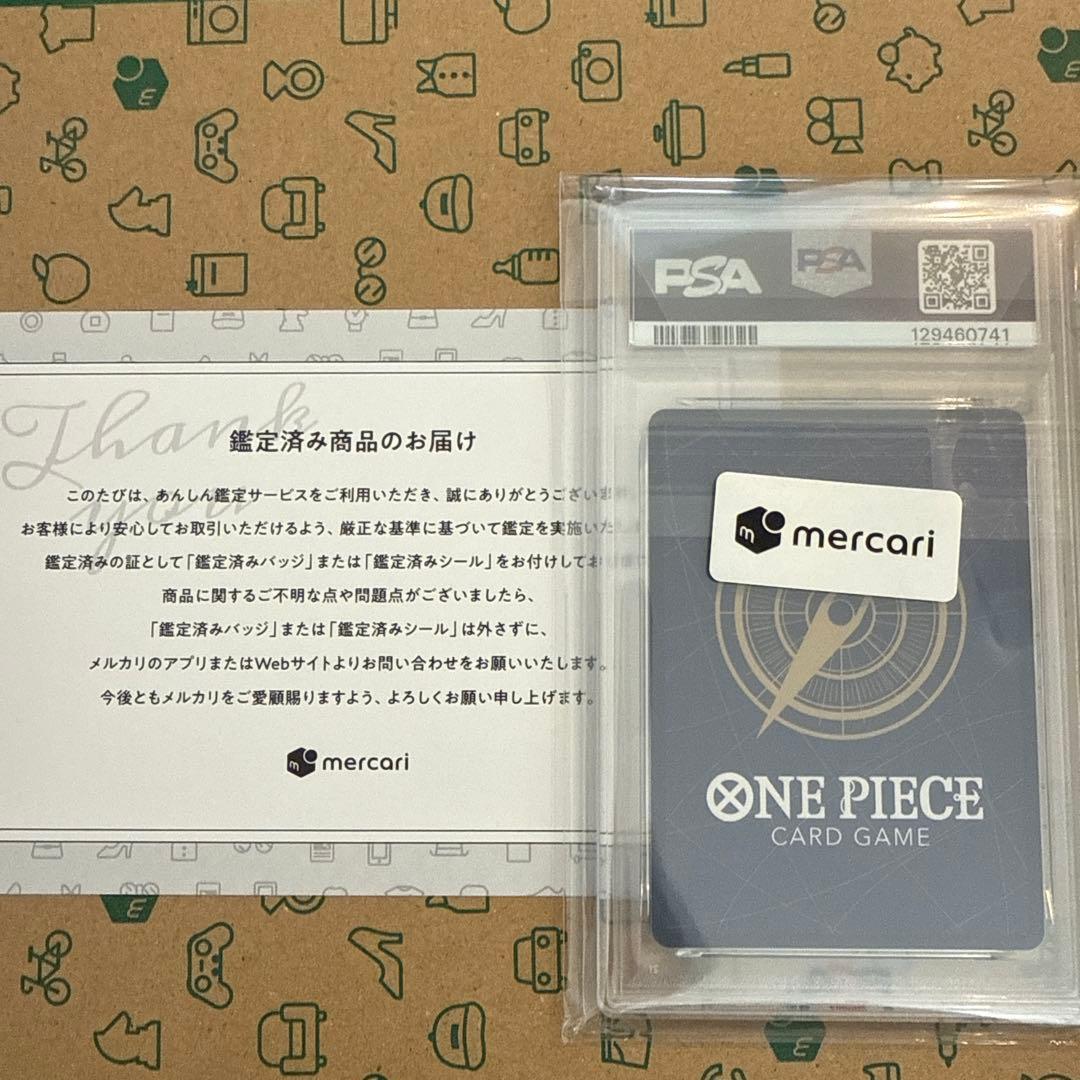 PSA
PSA
129460741
Thank you
鑑定済み商品のお届け
このたびは、あんしん鑑定サービスをご利用いただき、誠にありがとうござい
お客様により安心してお取引いただけるよう、厳正な基準に基づいて鑑定を実施いた
鑑定済みの証として「鑑定済みバッジ」または「鑑定済みシール」をお付けして
商品に関するご不明な点や問題点がございましたら、
「鑑定済みバッジ」または「鑑定済みシール」は外さずに、
メルカリのアプリまたはWebサイトよりお問い合わせをお願いいたします。
今後ともメルカリをご愛顧賜りますよう、よろしくお願い申し上げます。
mercari
mercari
ONE PIECE
CARD GAME